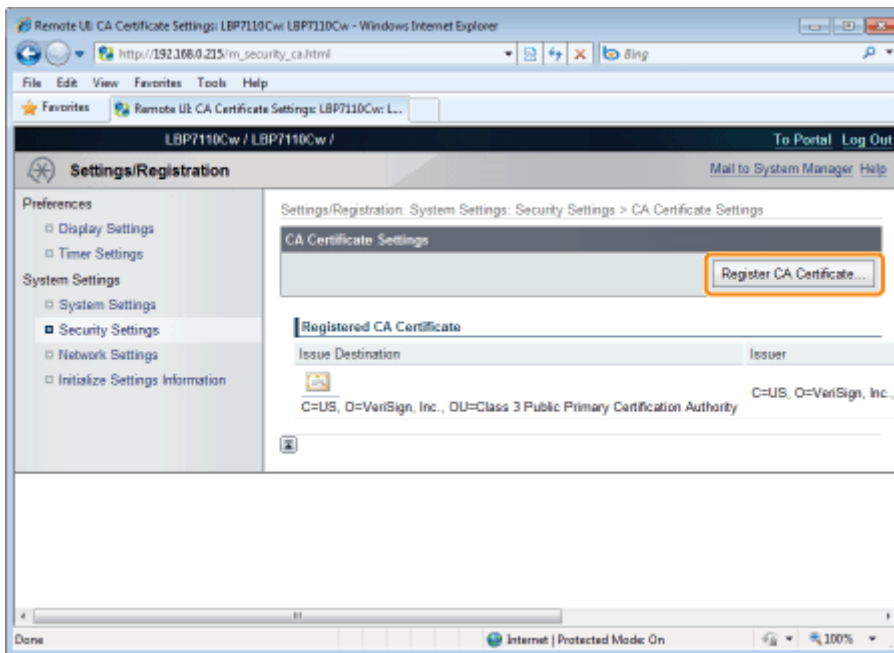 Remote UI: CA Certificate Settings: LBP7110Cw: LBP7110Cw - Windows Internet Explorer
http://192.168.0.215/m_security_ca.html
Bing
File Edit View Favorites Tools Help
Favorites Remote UI: CA Certificate Settings: LBP7110Cw: L...
LBP7110Cw / LBP7110Cw / To Portal Log Out
Settings/Registration Mail to System Manager Help
Preferences
Display Settings
Timer Settings
System Settings
System Settings
Security Settings
Network Settings
Initialize Settings Information
Settings/Registration: System Settings: Security Settings > CA Certificate Settings
CA Certificate Settings
Register CA Certificate...
Registered CA Certificate
Issue Destination Issuer
C=US, O=VeriSign, Inc., OU=Class 3 Public Primary Certification Authority C=US, O=VeriSign, Inc.,
Done Internet | Protected Mode: On 100%